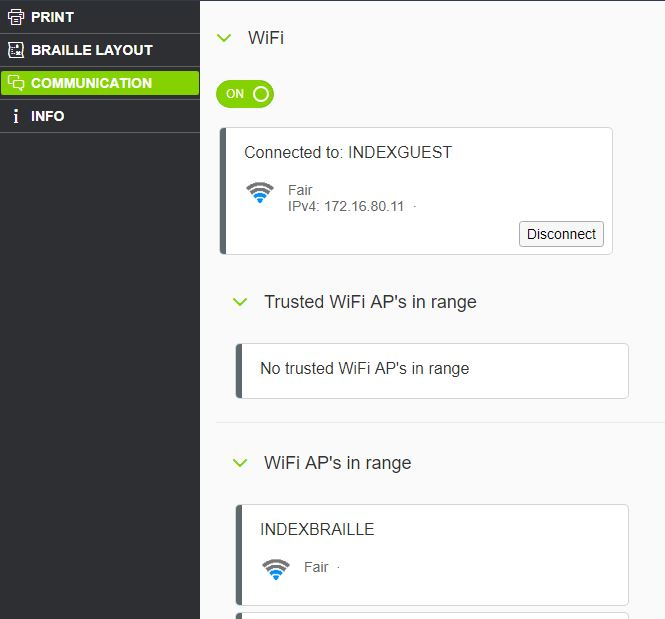 PRINT
BRAILLE LAYOUT
COMMUNICATION
INFO
WiFi
ON
Connected to: INDEXGUEST
Fair
IPv4: 172.16.80.11 ·
Disconnect
Trusted WiFi AP's in range
No trusted WiFi AP's in range
WiFi AP's in range
INDEXBRAILLE
Fair ·